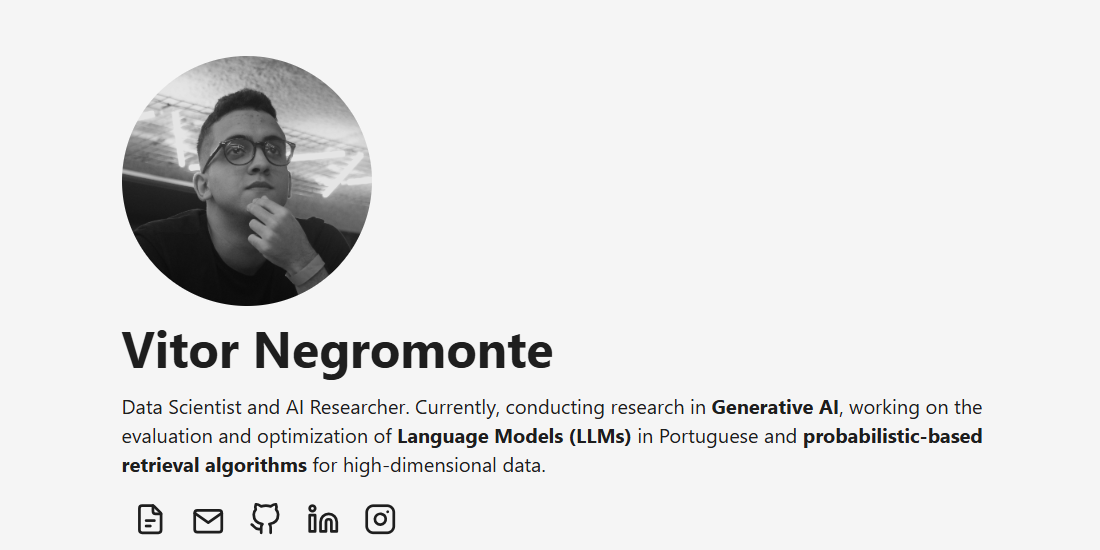 Vitor Negromonte
Data Scientist and AI Researcher. Currently, conducting research in Generative AI, working on the
evaluation and optimization of Language Models (LLMs) in Portuguese and probabilistic-based
retrieval algorithms for high-dimensional data.